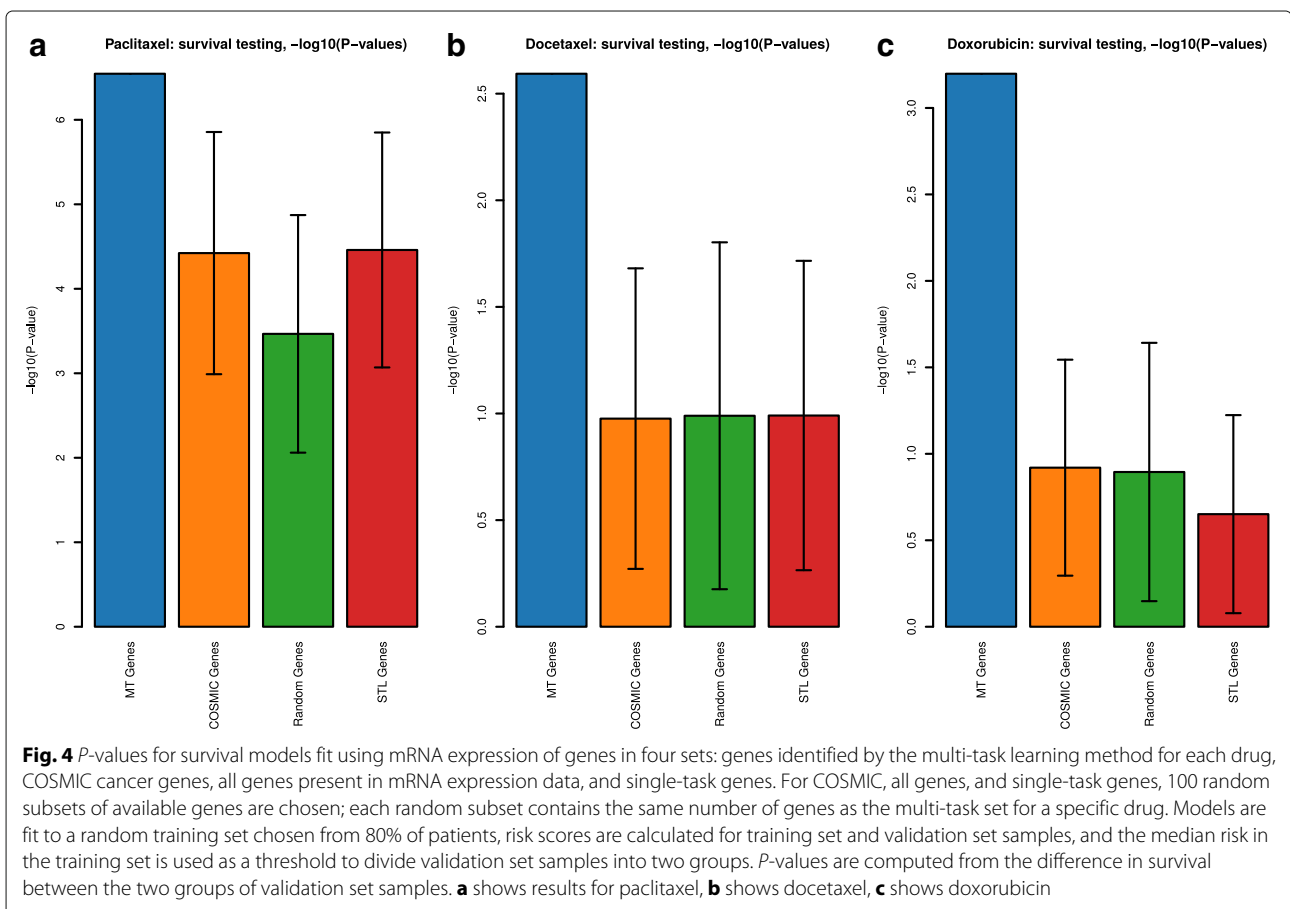 a
Paclitaxel: survival testing, −log10(P−values)
−log10(P−value)
0
1
2
3
4
5
6
MT Genes
COSMIC Genes
Random Genes
STL Genes
b
Docetaxel: survival testing, −log10(P−values)
−log10(P−value)
0.0
0.5
1.0
1.5
2.0
2.5
MT Genes
COSMIC Genes
Random Genes
STL Genes
c
Doxorubicin: survival testing, −log10(P−values)
−log10(P−value)
0.0
0.5
1.0
1.5
2.0
2.5
3.0
MT Genes
COSMIC Genes
Random Genes
STL Genes
Fig. 4 P-values for survival models fit using mRNA expression of genes in four sets: genes identified by the multi-task learning method for each drug,
COSMIC cancer genes, all genes present in mRNA expression data, and single-task genes. For COSMIC, all genes, and single-task genes, 100 random
subsets of available genes are chosen; each random subset contains the same number of genes as the multi-task set for a specific drug. Models are
fit to a random training set chosen from 80% of patients, risk scores are calculated for training set and validation set samples, and the median risk in
the training set is used as a threshold to divide validation set samples into two groups. P-values are computed from the difference in survival
between the two groups of validation set samples. a shows results for paclitaxel, b shows docetaxel, c shows doxorubicin